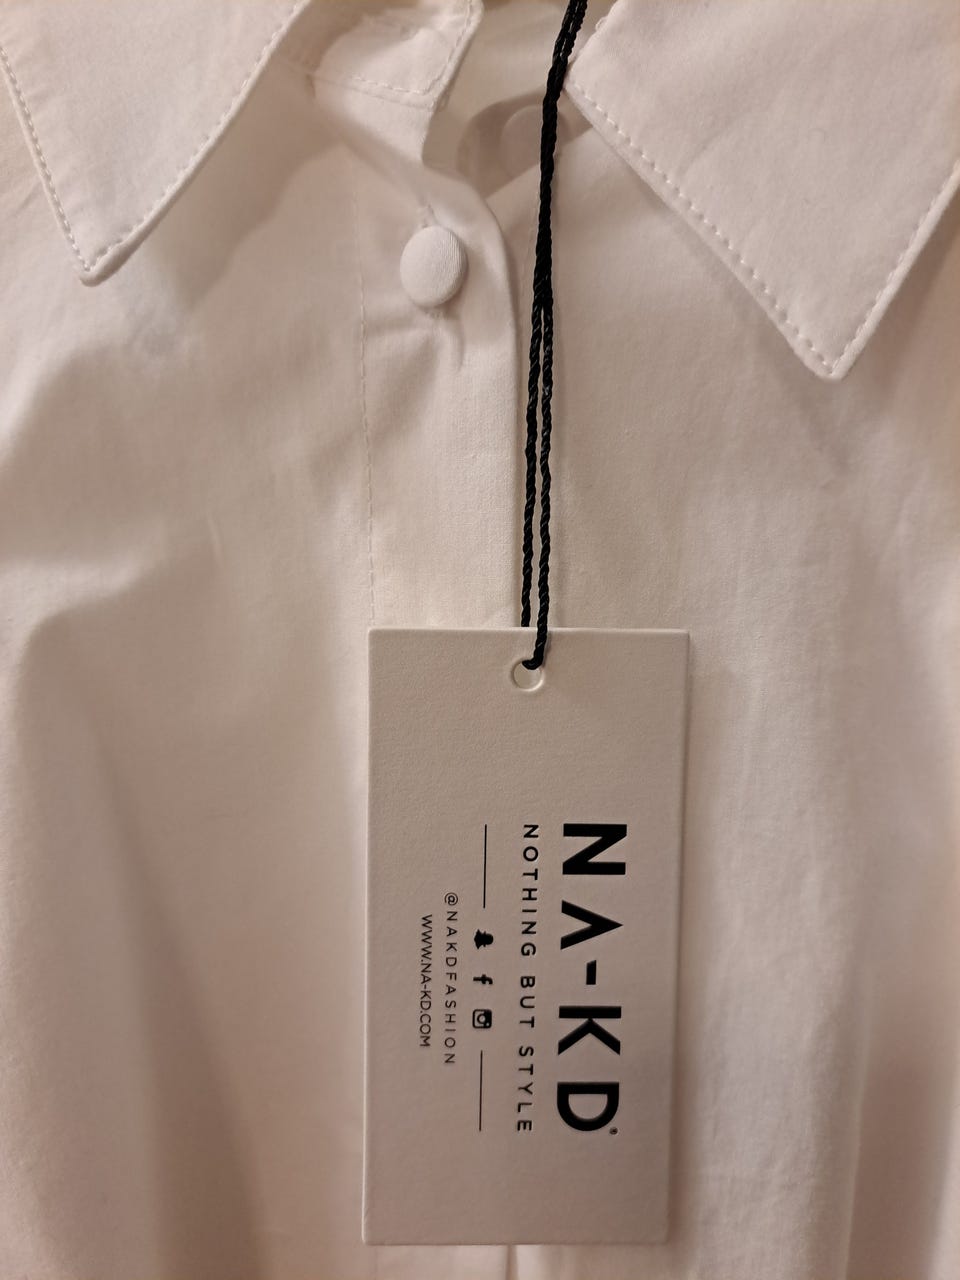 NA-KD®
NOTHING BUT STYLE
@NAKDFASHION
WWW.NA-KD.COM